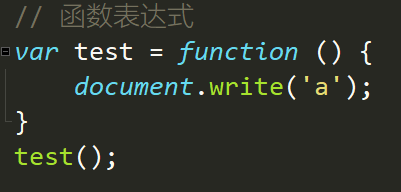 // 函数表达式
var test = function () {
    document.write('a');
}
test();